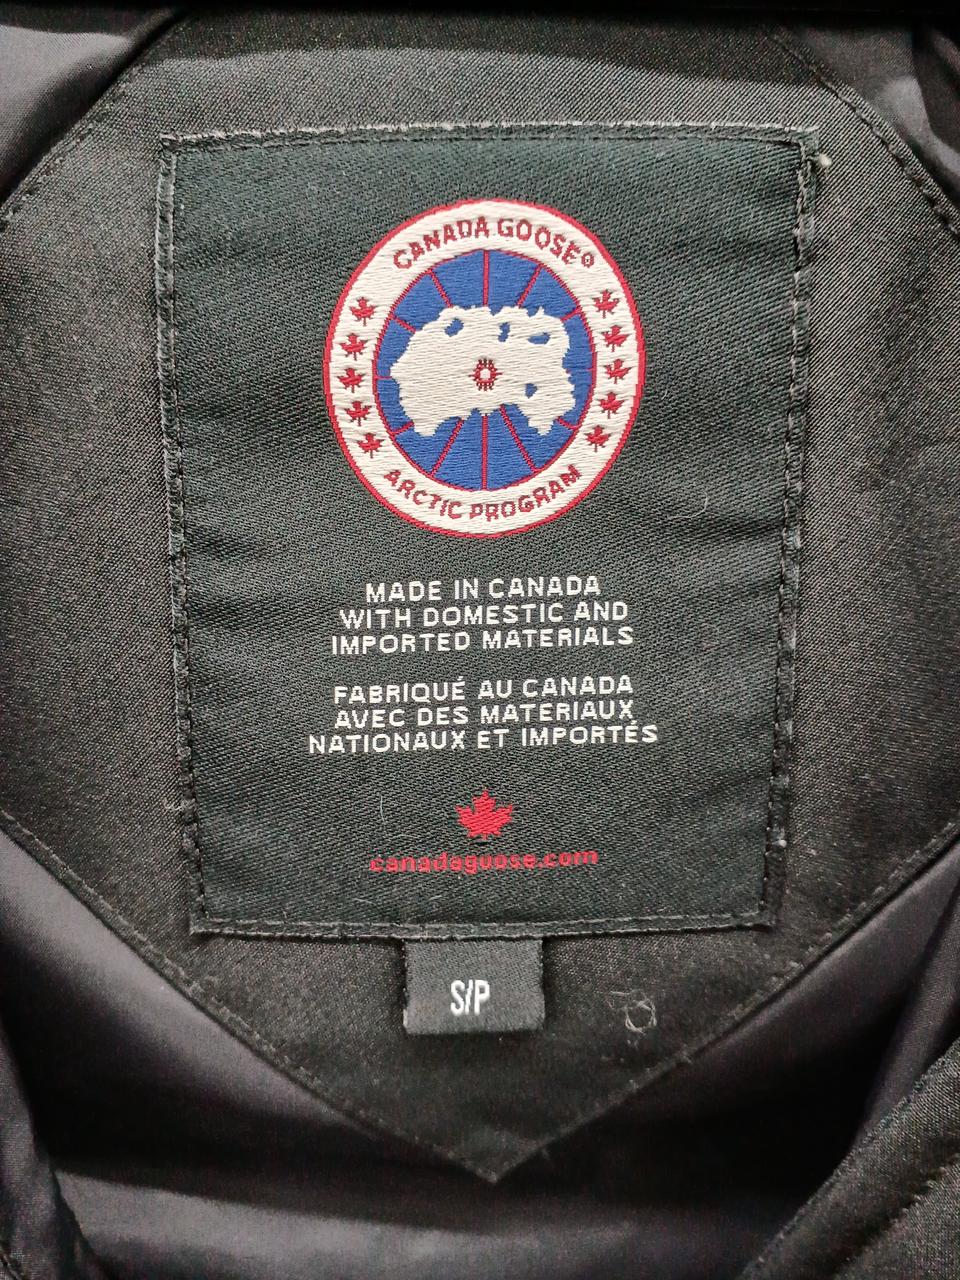 CANADA GOOSE®
ARCTIC PROGRAM
MADE IN CANADA
WITH DOMESTIC AND
IMPORTED MATERIALS
FABRIQUÉ AU CANADA
AVEC DES MATERIAUX
NATIONAUX ET IMPORTÉS
canadagoose.com
S/P